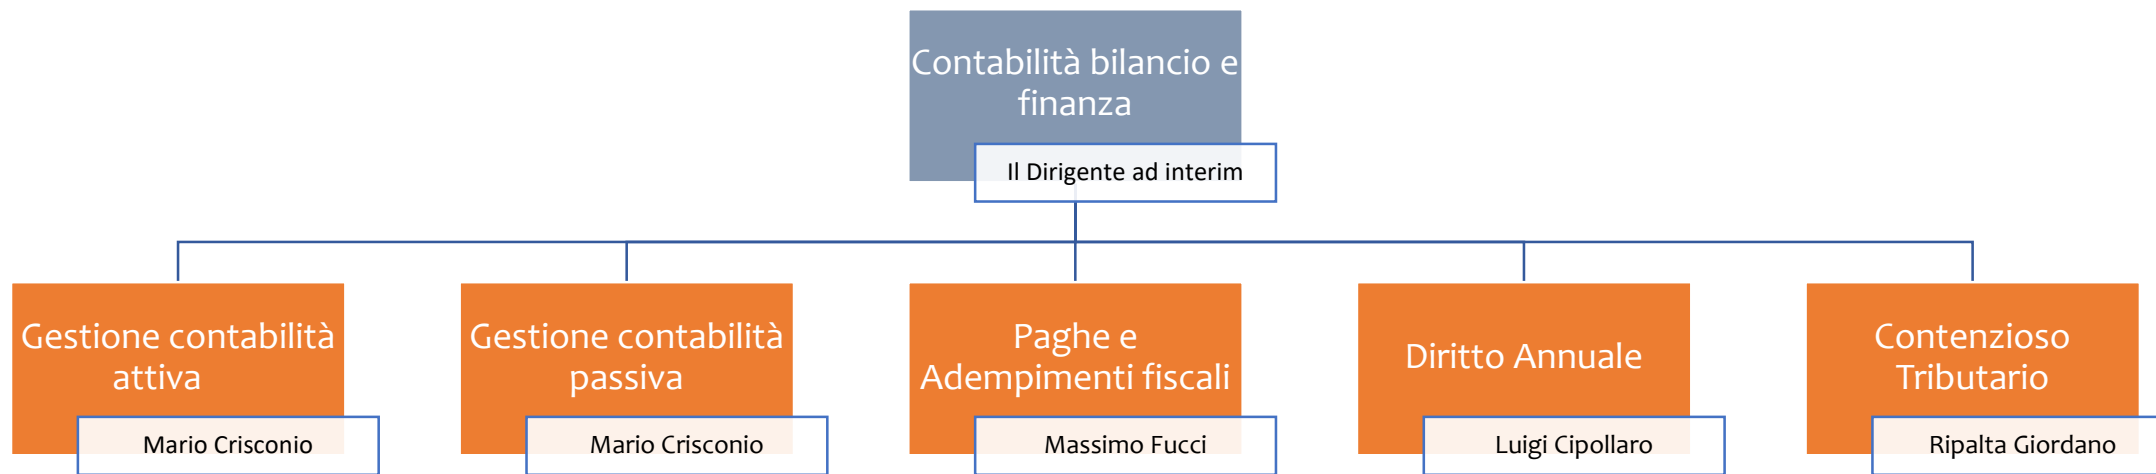 Contabilità bilancio e
finanza
Il Dirigente ad interim
Gestione contabilità
attiva
Mario Crisconio
Gestione contabilità
passiva
Mario Crisconio
Paghe e
Adempimenti fiscali
Massimo Fucci
Diritto Annuale
Luigi Cipollaro
Contenzioso
Tributario
Ripalta Giordano